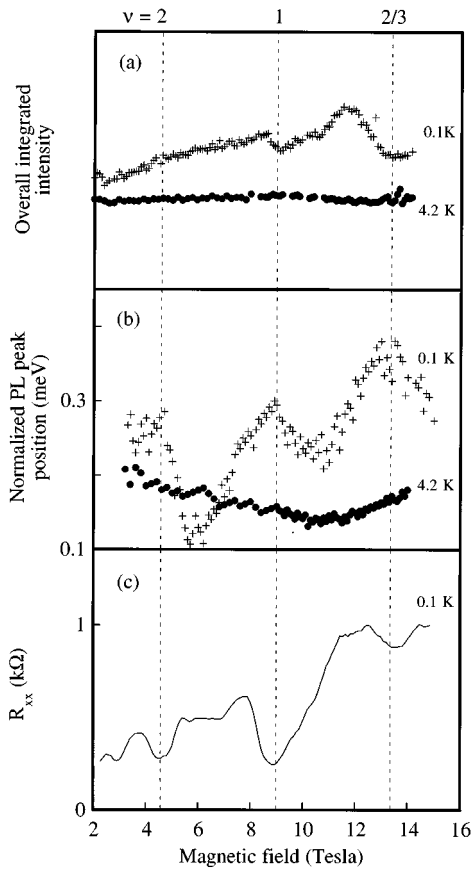 ν = 2 1 2/3
(a)
Overall integrated
intensity
0.1K
4.2 K
(b)
Normalized PL peak
position (meV)
0.3
0.1
0.1 K
4.2 K
(c)
R_xx (kΩ)
1
0
0.1 K
2 4 6 8 10 12 14 16
Magnetic field (Tesla)